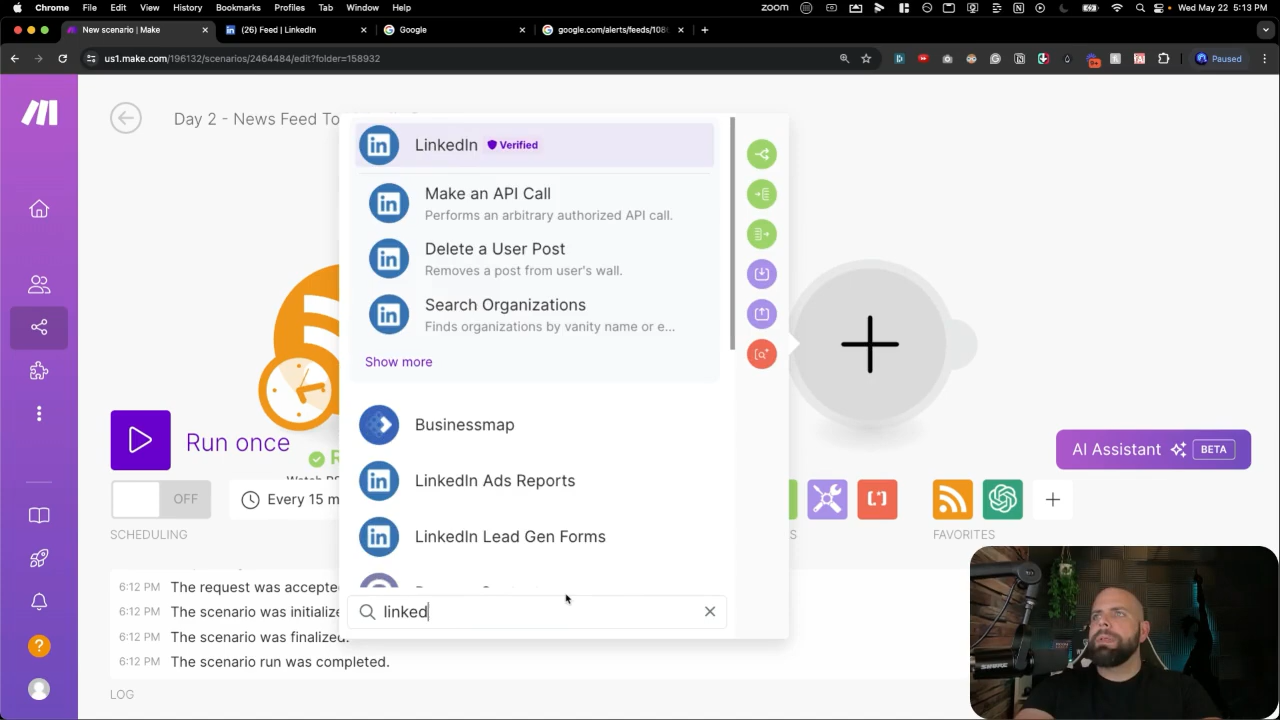 Chrome File Edit View History Bookmarks Profiles Tab Window Help
zoom
Wed May 22 5:13 PM
New scenario | Make
(26) Feed | LinkedIn
Google
google.com/alerts/feeds/108
us1.make.com/196132/scenarios/2464484/edit?folder=158932
Paused
Day 2 - News Feed To
LinkedIn Verified
Make an API Call
Performs an arbitrary authorized API call.
Delete a User Post
Removes a post from user's wall.
Search Organizations
Finds organizations by vanity name or e...
Show more
Businessmap
LinkedIn Ads Reports
LinkedIn Lead Gen Forms
linked
Run once
AI Assistant BETA
OFF
Every 15 m
SCHEDULING
FAVORITES
6:12 PM The request was accepte
6:12 PM The scenario was initialize
6:12 PM The scenario was finalized.
6:12 PM The scenario run was completed.
LOG
SHURE